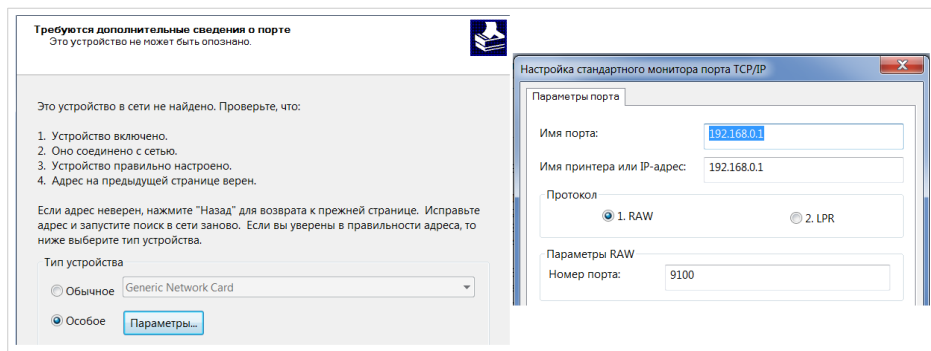 Требуются дополнительные сведения о порте
Это устройство не может быть опознано.
Это устройство в сети не найдено. Проверьте, что:
1. Устройство включено.
2. Оно соединено с сетью.
3. Устройство правильно настроено.
4. Адрес на предыдущей странице верен.
Если адрес неверен, нажмите "Назад" для возврата к прежней странице. Исправьте
адрес и запустите поиск в сети заново. Если вы уверены в правильности адреса, то
ниже выберите тип устройства.
Тип устройства
Обычное Generic Network Card
Особое Параметры...
Настройка стандартного монитора порта TCP/IP
Параметры порта
Имя порта: 192.168.0.1
Имя принтера или IP-адрес: 192.168.0.1
Протокол
1. RAW 2. LPR
Параметры RAW
Номер порта: 9100